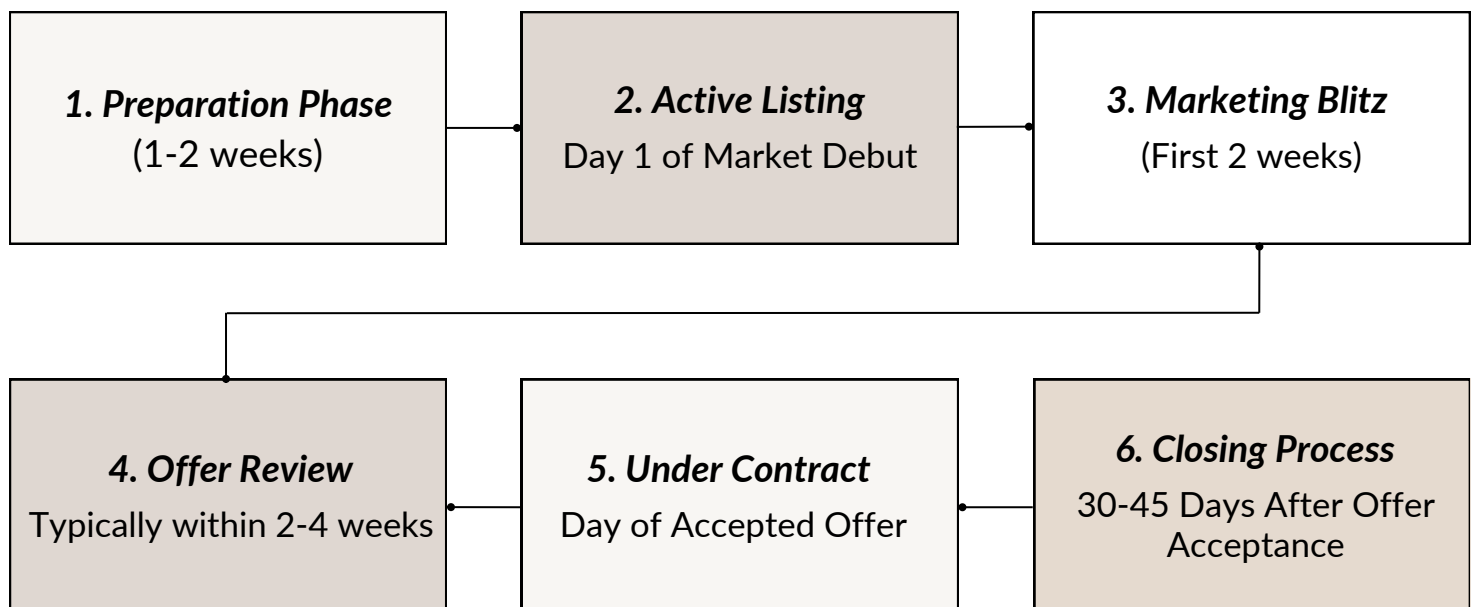 1. Preparation Phase
(1-2 weeks)
2. Active Listing
Day 1 of Market Debut
3. Marketing Blitz
(First 2 weeks)
4. Offer Review
Typically within 2-4 weeks
5. Under Contract
Day of Accepted Offer
6. Closing Process
30-45 Days After Offer
Acceptance